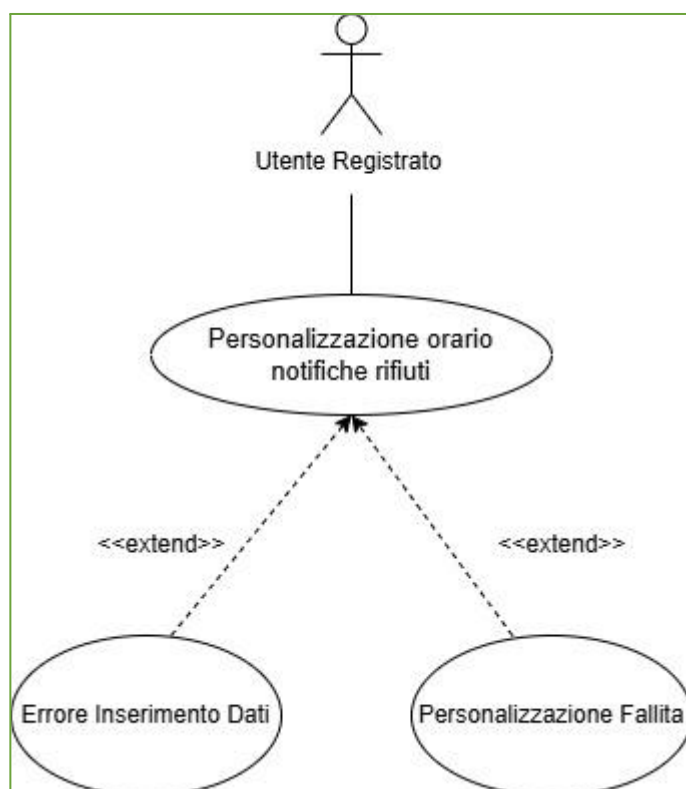 Utente Registrato
Personalizzazione orario
notifiche rifiuti
<<extend>>
<<extend>>
Errore Inserimento Dati
Personalizzazione Fallita